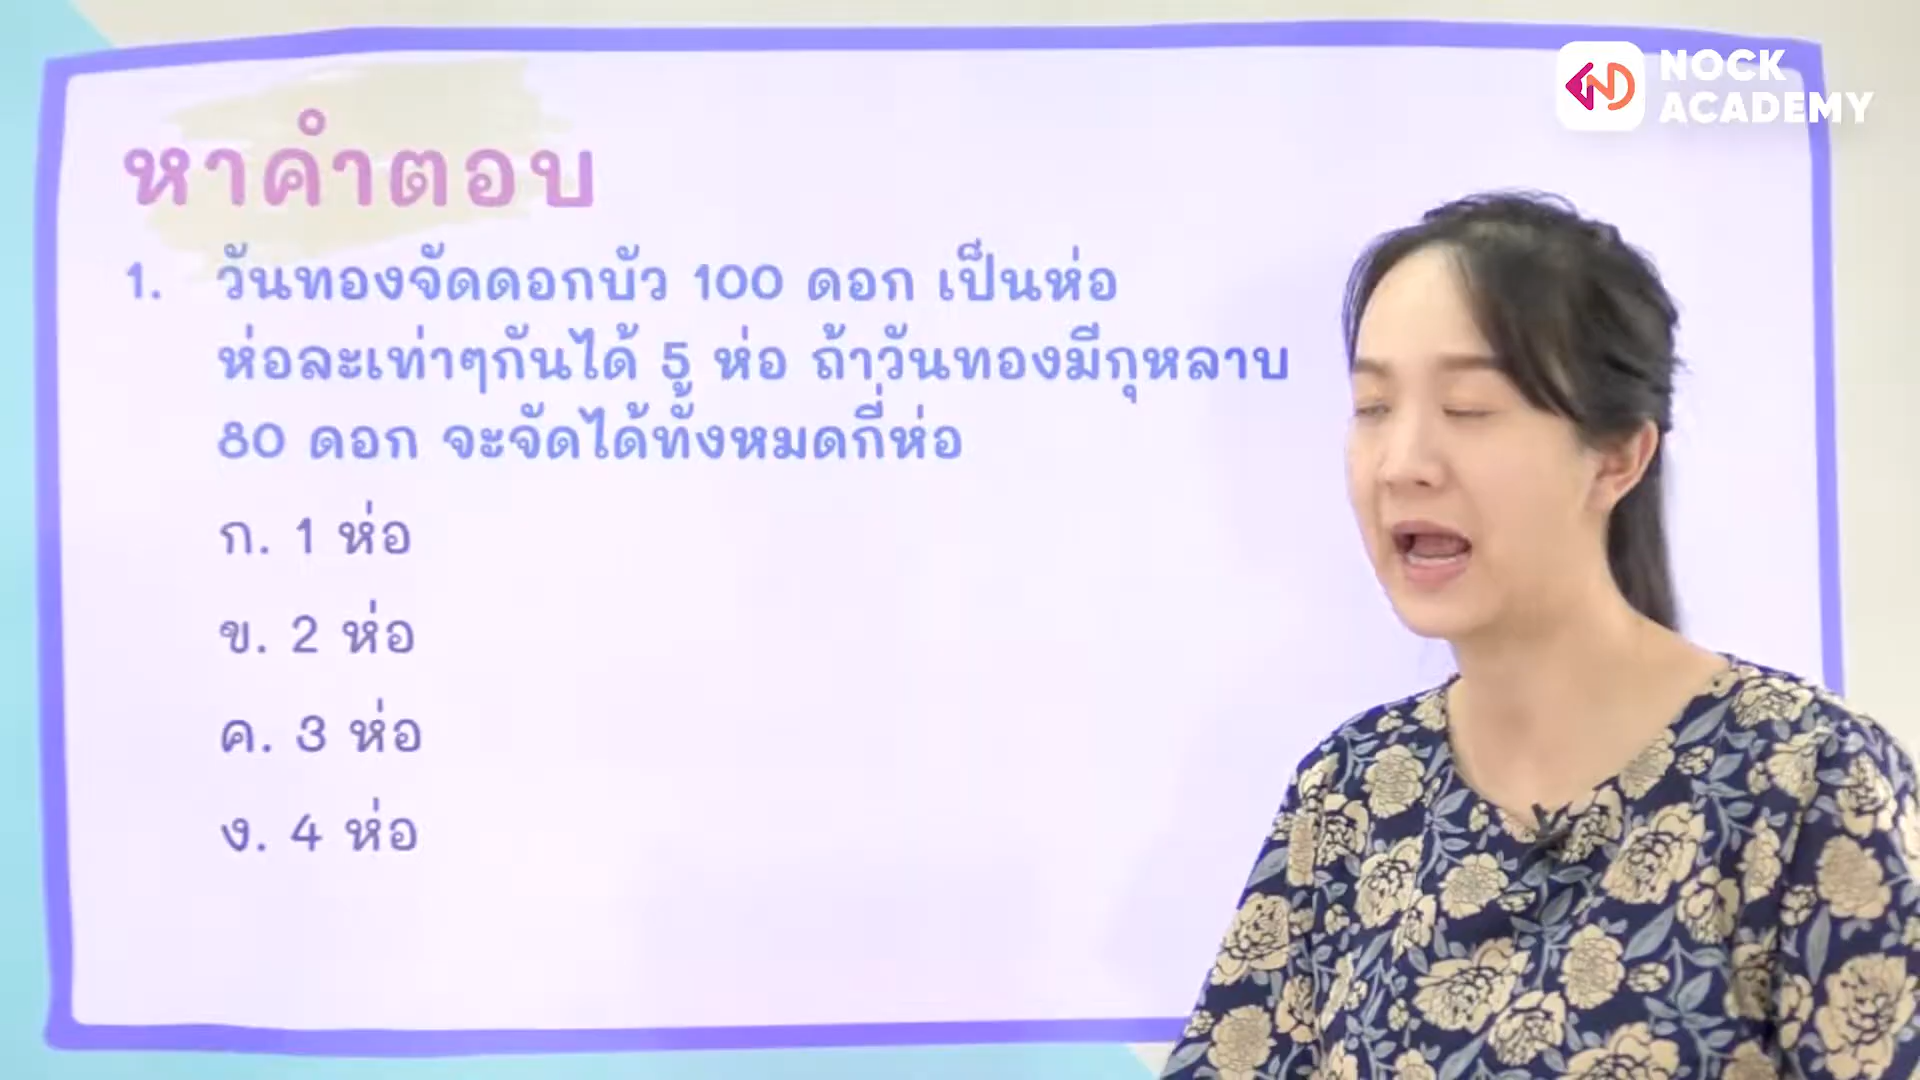 NOCK
ACADEMY
หาคำตอบ
1. วันทองจัดดอกบัว 100 ดอก เป็นห่อ
ห่อละเท่าๆกันได้ 5 ห่อ ถ้าวันทองมีกุหลาบ
80 ดอก จะจัดได้ทั้งหมดกี่ห่อ
ก. 1 ห่อ
ข. 2 ห่อ
ค. 3 ห่อ
ง. 4 ห่อ